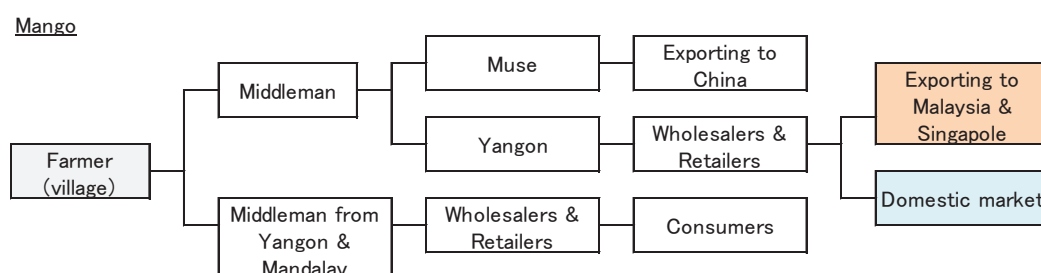 Mango
Farmer
(village)
Middleman
Muse
Exporting to
China
Yangon
Wholesalers &
Retailers
Exporting to
Malaysia &
Singapole
Domestic market
Middleman from
Yangon &
Mandalay
Wholesalers &
Retailers
Consumers